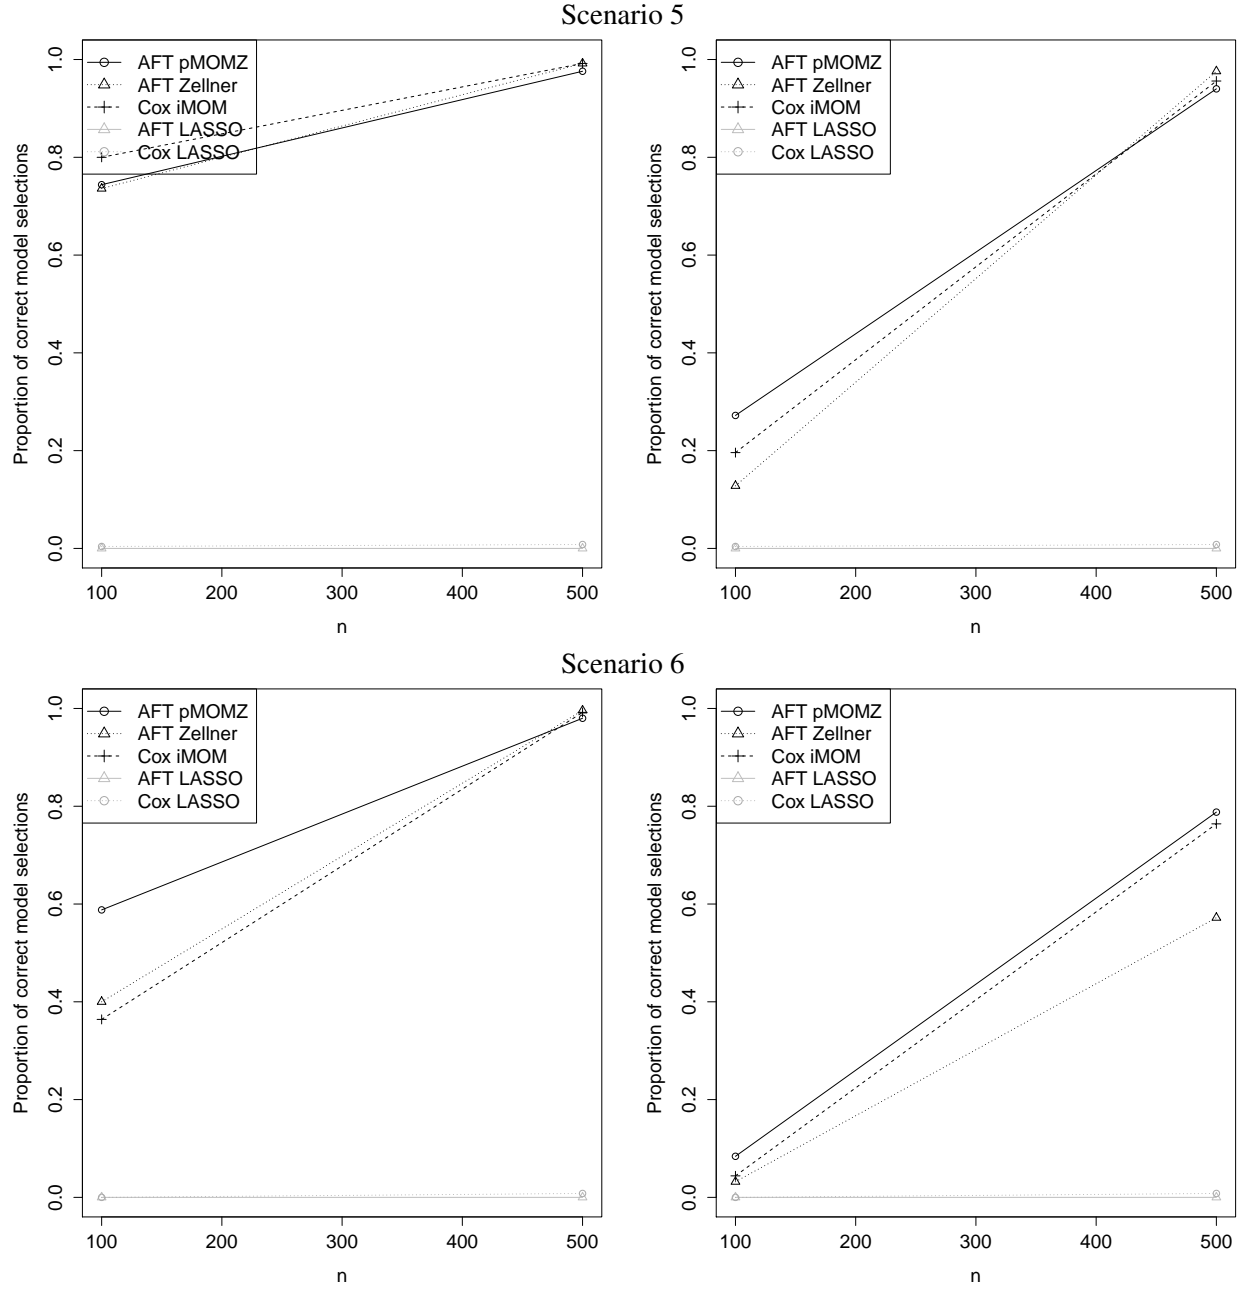 Scenario 5
Proportion of correct model selections
0.0 0.2 0.4 0.6 0.8 1.0
AFT pMOMZ
AFT Zellner
Cox iMOM
AFT LASSO
Cox LASSO
100 200 300 400 500
n
Proportion of correct model selections
0.0 0.2 0.4 0.6 0.8 1.0
AFT pMOMZ
AFT Zellner
Cox iMOM
AFT LASSO
Cox LASSO
100 200 300 400 500
n
Scenario 6
Proportion of correct model selections
0.0 0.2 0.4 0.6 0.8 1.0
AFT pMOMZ
AFT Zellner
Cox iMOM
AFT LASSO
Cox LASSO
100 200 300 400 500
n
Proportion of correct model selections
0.0 0.2 0.4 0.6 0.8 1.0
AFT pMOMZ
AFT Zellner
Cox iMOM
AFT LASSO
Cox LASSO
100 200 300 400 500
n